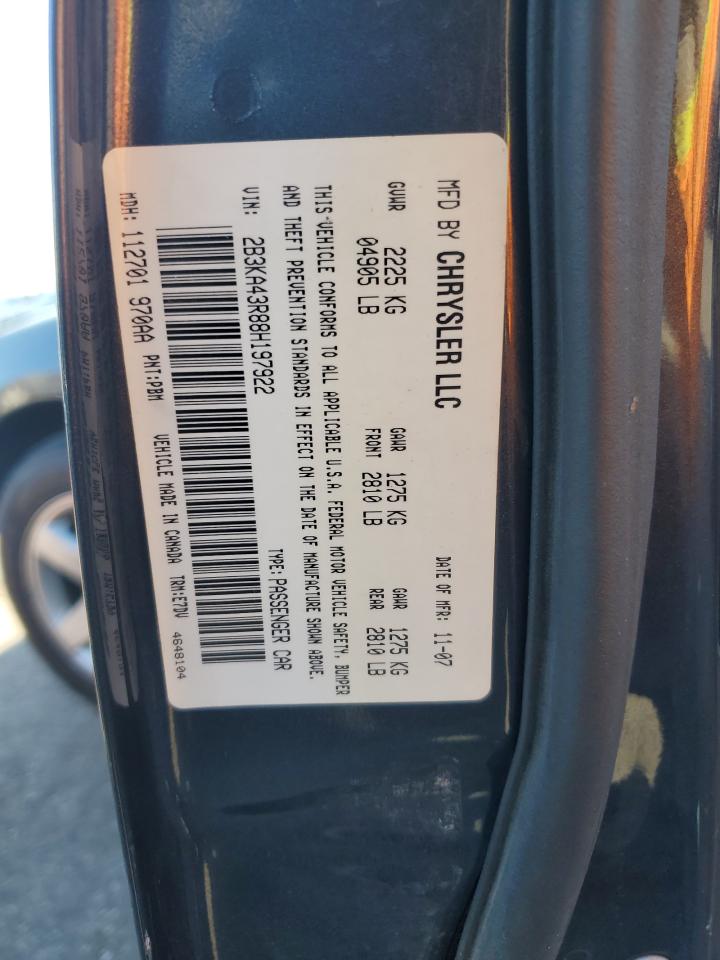 MFD BY CHRYSLER LLC
DATE OF MFR: 11-07
GVWR 2225 KG
04905 LB
GAWR 1275 KG
FRONT 2810 LB
GAWR 1275 KG
REAR 2810 LB
THIS VEHICLE CONFORMS TO ALL APPLICABLE U.S.A. FEDERAL MOTOR VEHICLE SAFETY, BUMPER
AND THEFT PREVENTION STANDARDS IN EFFECT ON THE DATE OF MANUFACTURE SHOWN ABOVE.
VIN: 2B3KA43R88H197922
TYPE: PASSENGER CAR
MDH: 112701 970AA PNT:PBM VEHICLE MADE IN CANADA TRM:E7DV
4648104